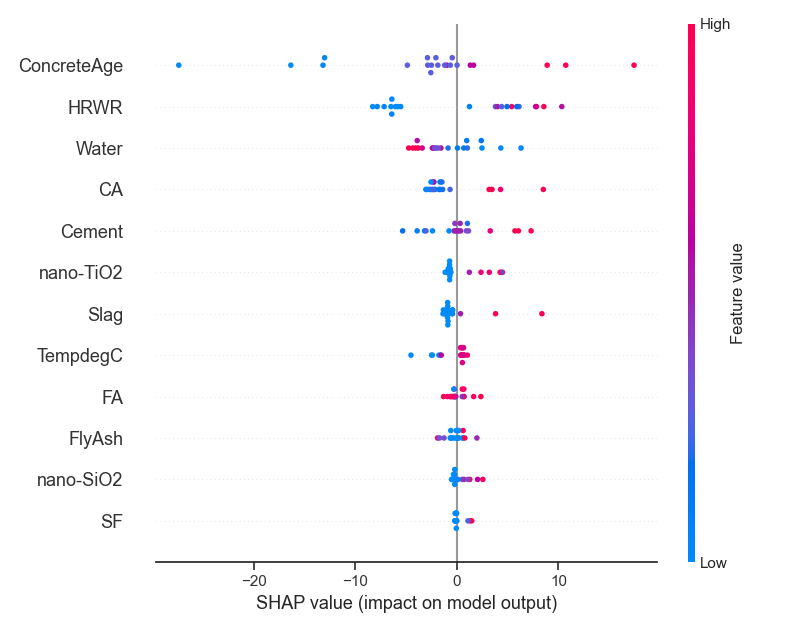 High
ConcreteAge
HRWR
Water
CA
Cement
nano-TiO2
Slag
TempdegC
FA
FlyAsh
nano-SiO2
SF
Feature value
Low
−20
−10
0
10
SHAP value (impact on model output)